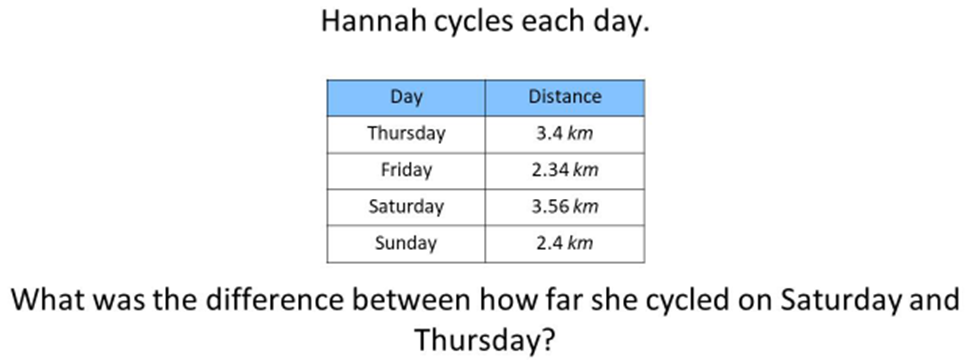 Hannah cycles each day.
Day Distance
Thursday 3.4 km
Friday 2.34 km
Saturday 3.56 km
Sunday 2.4 km
What was the difference between how far she cycled on Saturday and
Thursday?